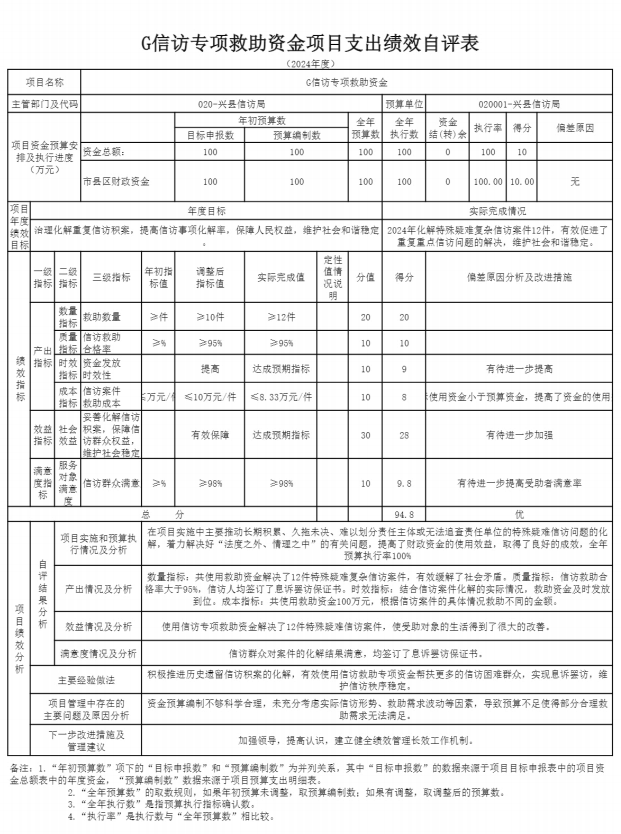 G信访专项救助资金项目支出绩效自评表
（2024年度）
项目名称 G信访专项救助资金
主管部门及代码 020-兴县信访局 预算单位 020001-兴县信访局
项目资金预算安排及执行进度（万元） 年初预算数 全年预算数 全年执行数 资金结(转)余 执行率 得分 偏差原因
目标申报数 预算编制数
资金总额： 100 100 100 100 0 100 10
市县区财政资金 100 100 100 100 0 100.00 10.00 无
项目年度绩效目标 年度目标 实际完成情况
治理化解重复信访积案，提高信访事项化解率，保障人民权益，维护社会和谐稳定 2024年化解特殊疑难复杂信访案件12件，有效促进了
。 重复重点信访问题的解决，维护社会和谐稳定。
绩效指标 一级指标 二级指标 三级指标 年初指标值 调整后指标值 实际完成值 定性值情况说明 分值 得分 偏差原因分析及改进措施
产出指标 数量指标 救助数量 ≥件 ≥10件 ≥12件 20 20
质量指标 信访救助合格率 ≥% ≥95% ≥95% 10 10
时效指标 资金发放时效性 提高 达成预期指标 10 9 有待进一步提高
成本指标 信访案件救助成本 ≤万元/件 ≤10万元/件 ≤8.33万元/件 10 8 使用资金小于预算资金，提高了资金的使用
效益指标 社会效益 妥善化解信访积案，保障信访群众权益，维护社会稳定 有效保障 达成预期指标 30 28 有待进一步加强
满意度指标 服务对象满意度 信访群众满意 ≥% ≥98% ≥98% 10 9.8 有待进一步提高受助者满意率
总 分 94.8 优
项目绩效分析 自评结果分析 项目实施和预算执行情况及分析 在项目实施中主要推动长期积累、久拖未决、难以划分责任主体或无法追查责任单位的特殊疑难信访问题的化
解，着力解决好“法度之外、情理之中”的有关问题，提高了财政资金的使用效益，取得了良好的成效，全年
预算执行率100%
产出情况及分析 数量指标：共使用救助资金解决了12件特殊疑难复杂信访案件，有效缓解了社会矛盾。质量指标：信访救助合
格率大于95%，信访人均签订了息诉罢访保证书。时效指标：结合信访案件化解的实际情况，救助资金及时发放
到位。成本指标：共使用救助资金100万元，根据信访案件的具体情况救助不同的金额。
效益情况及分析 使用信访专项救助资金解决了12件特殊疑难信访案件，使受助对象的生活得到了很大的改善。
满意度情况及分析 信访群众对案件的化解结果满意，均签订了息诉罢访保证书。
主要经验做法 积极推进历史遗留信访积案的化解，有效使用信访救助专项资金帮扶更多的信访困难群众，实现息诉罢访，维
护信访秩序稳定。
项目管理中存在的主要问题及原因分析 资金预算编制不够科学合理，未充分考虑实际信访形势、救助需求波动等因素，导致预算不足使得部分合理救
助需求无法满足。
下一步改进措施及管理建议 加强领导，提高认识，建立健全绩效管理长效工作机制。
备注：1.“年初预算数”项下的“目标申报数”和“预算编制数”为并列关系，其中“目标申报数”的数据来源于项目目标申报表中的项目资
金总额表中的年度资金，“预算编制数”数据来源于项目预算支出明细表。
2.“全年预算数”的取数规则，如果年初预算未调整，取预算编制数；如果有调整，取调整后的预算数。
3.“全年执行数”是指预算执行指标确认数。
4.“执行率”是执行数与“全年预算数”相比较。